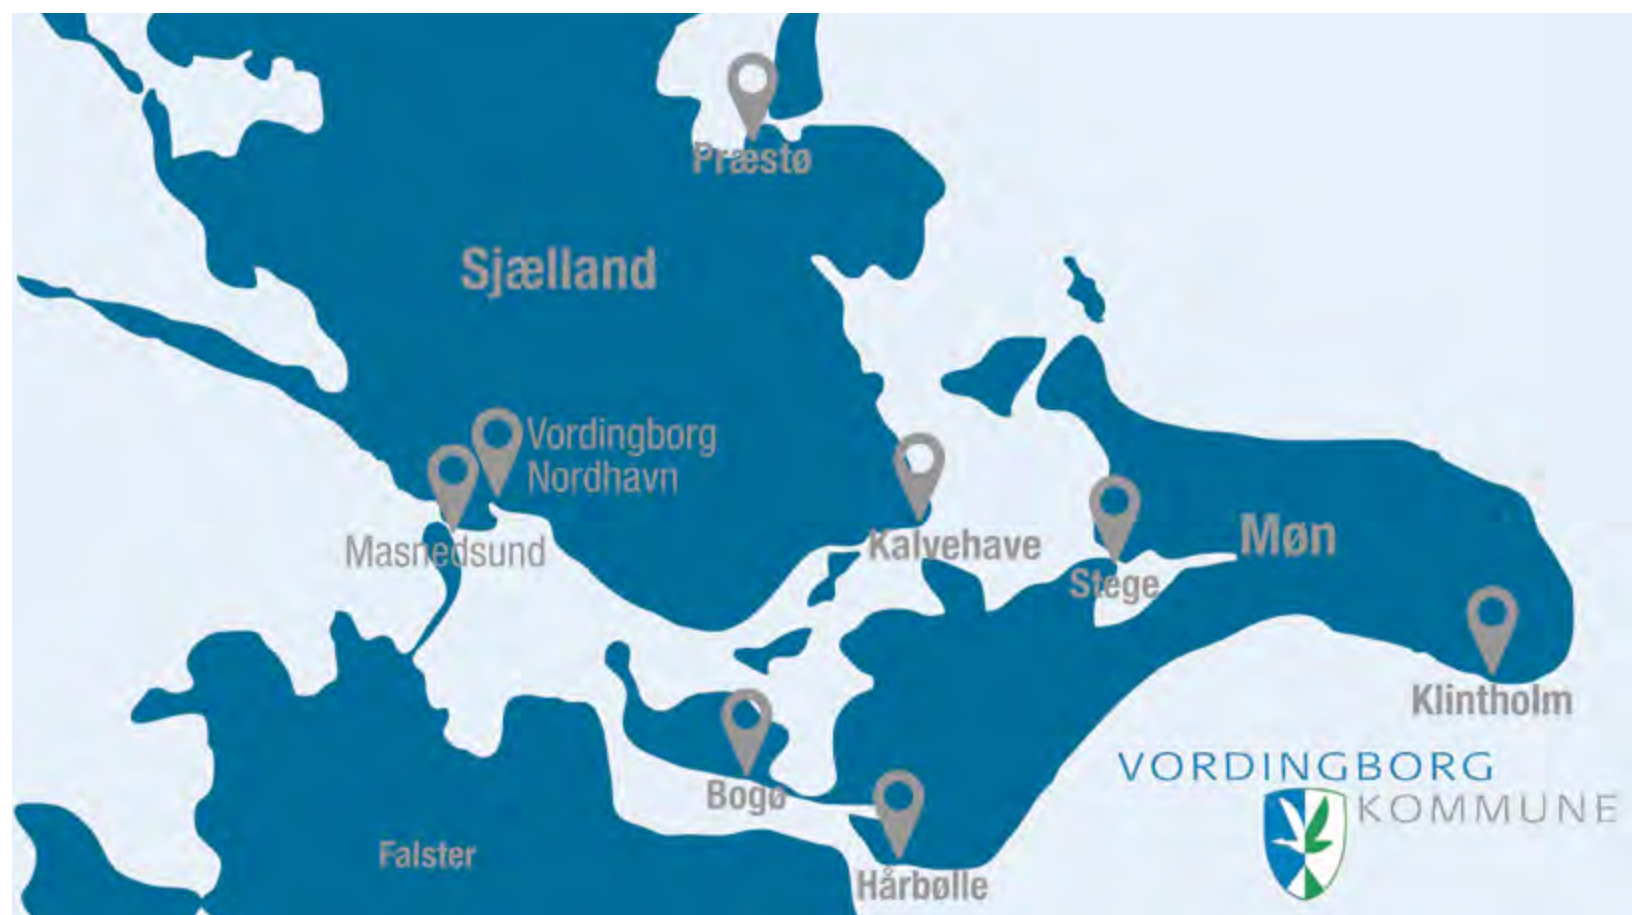 Præstø
Sjælland
Vordingborg
Nordhavn
Masnedsund
Kalvehave
Møn
Stege
Klintholm
Bogø
VORDINGBORG
KOMMUNE
Falster
Hårbølle